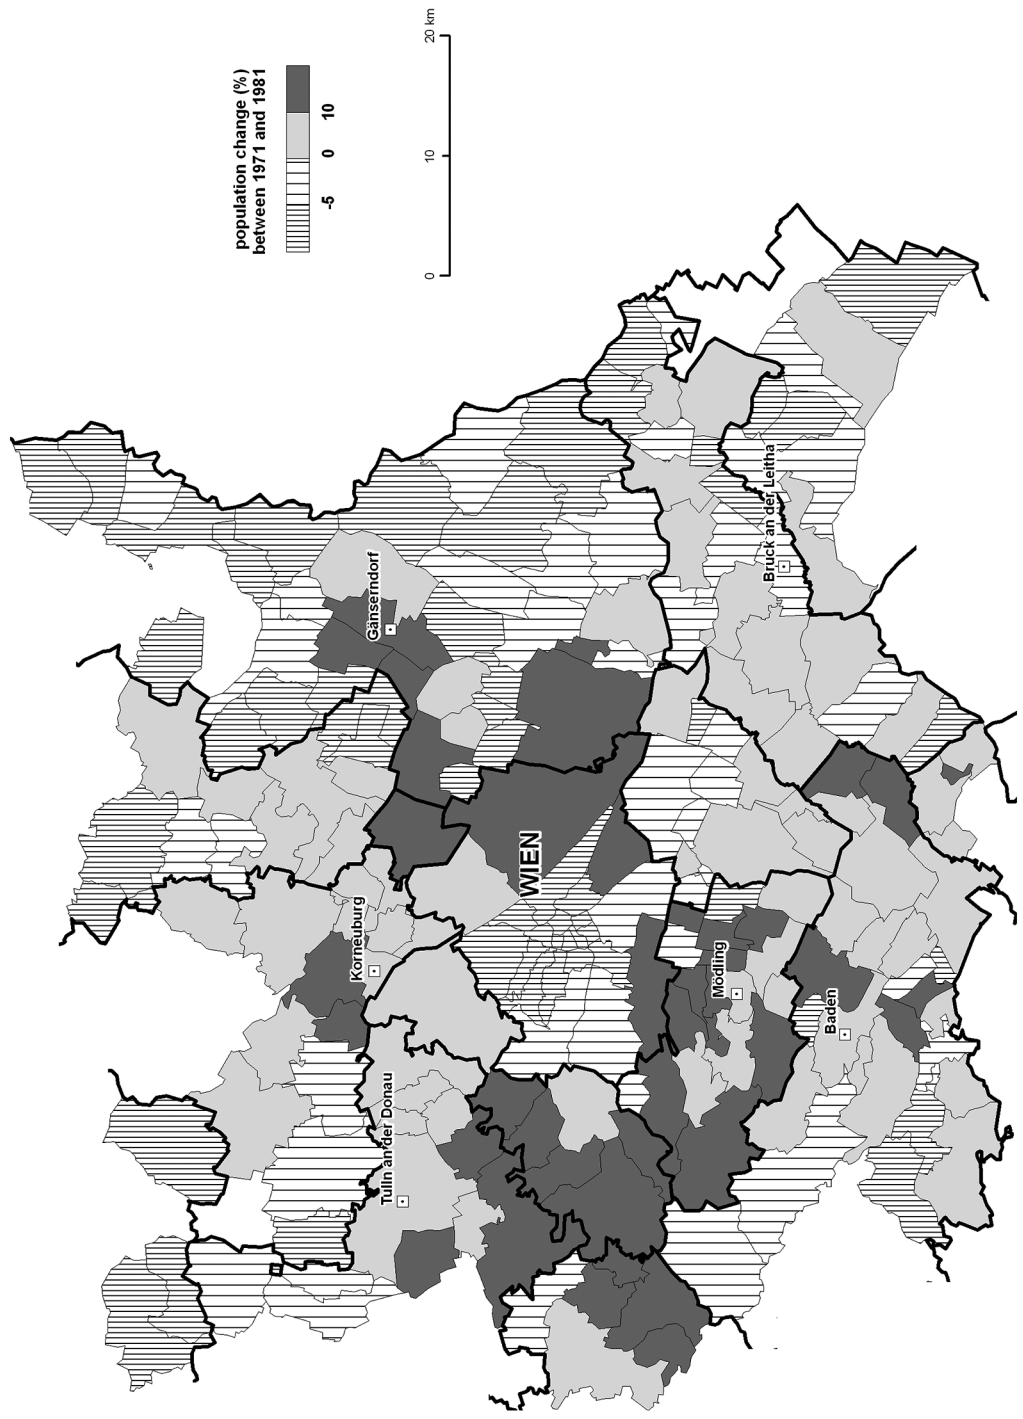 population change (%)
between 1971 and 1981
-5
0
10
0
10
20 km
Gänserndorf
Bruck an der Leitha
WIEN
Korneuburg
Mödling
Baden
Tulln an der Donau